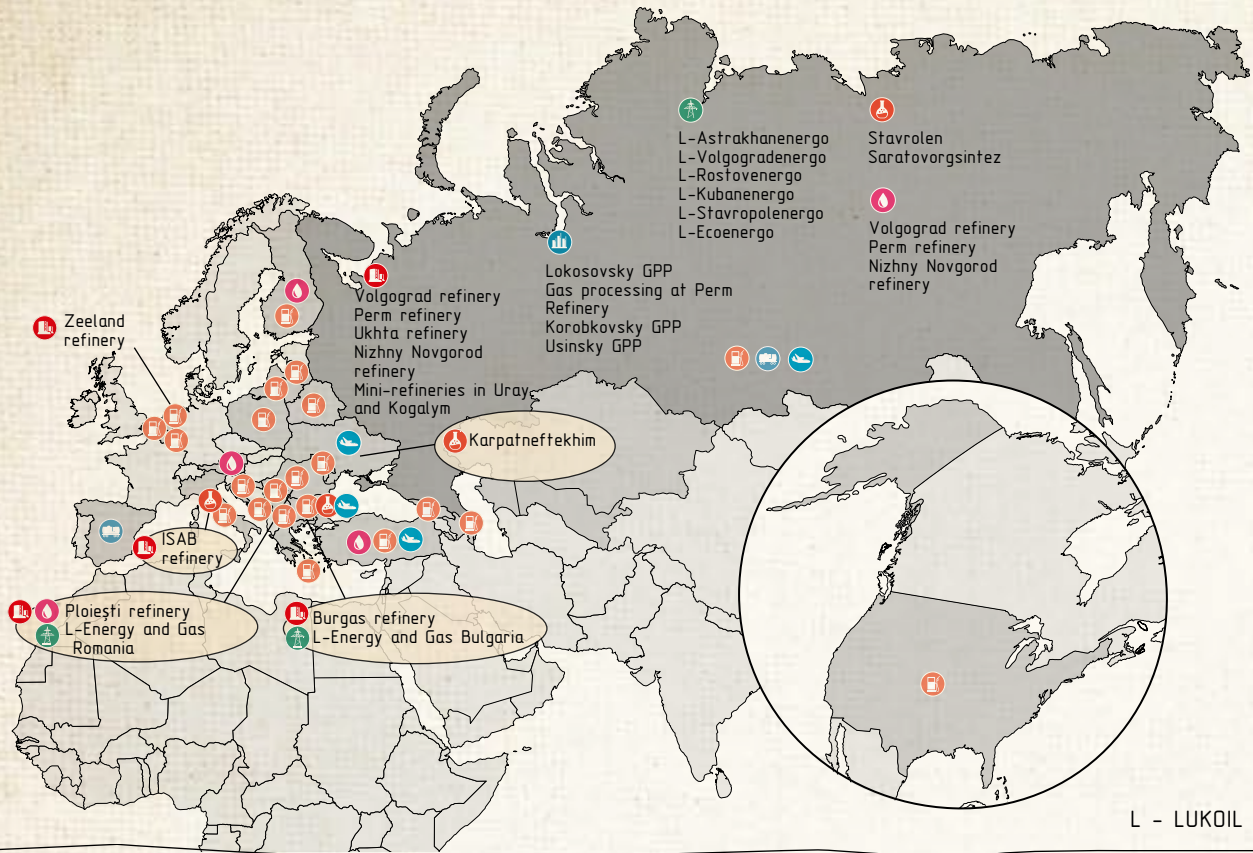 L-Astrakhanenergo
L-Volgogradenergo
L-Rostovenergo
L-Kubanenergo
L-Stavropolenergo
L-Ecoenergo
Stavrolen
Saratovorgsintez
Volgograd refinery
Perm refinery
Nizhny Novgorod
refinery
Lokosovsky GPP
Gas processing at Perm
Refinery
Korobkovsky GPP
Usinsky GPP
Volgograd refinery
Perm refinery
Ukhta refinery
Nizhny Novgorod
refinery
Mini-refineries in Uray
and Kogalym
Zeeland
refinery
Karpatneftekhim
ISAB
refinery
Ploieşti refinery
L-Energy and Gas
Romania
Burgas refinery
L-Energy and Gas Bulgaria
L - LUKOIL